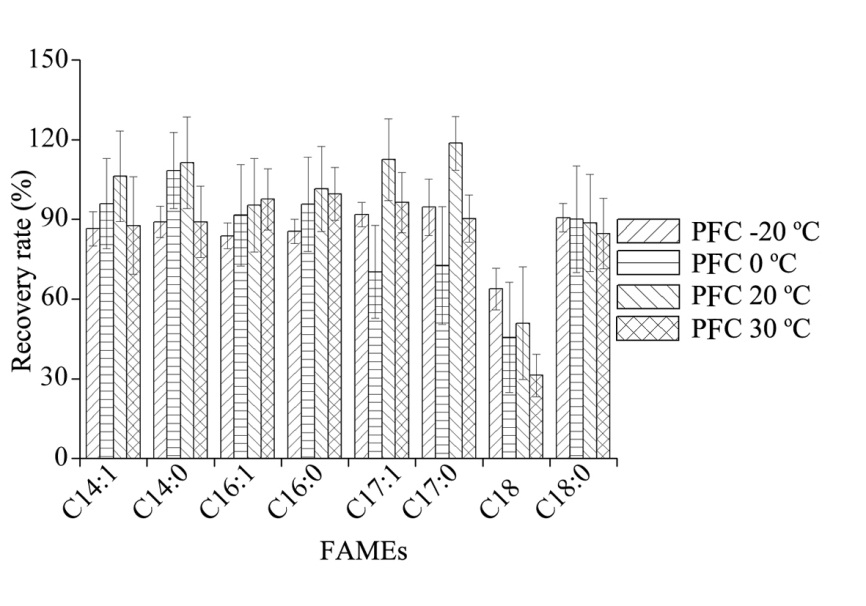 150
120
90
60
30
0
Recovery rate (%)
C14:1
C14:0
C16:1
C16:0
C17:1
C17:0
C18
C18:0
FAMEs
PFC -20 ºC
PFC 0 ºC
PFC 20 ºC
PFC 30 ºC